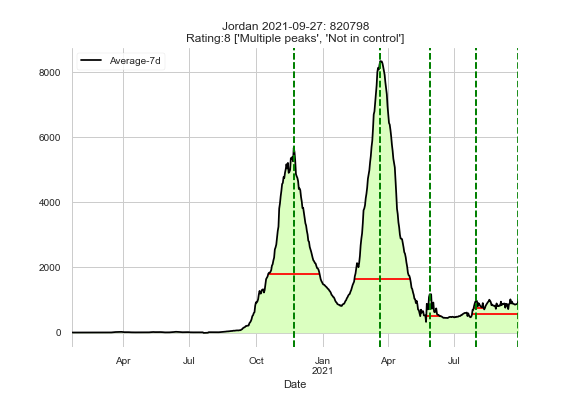 Jordan 2021-09-27: 820798
Rating:8 ['Multiple peaks', 'Not in control']
Average-7d
8000
6000
4000
2000
0
Apr Jul Oct Jan Apr Jul
2021
Date